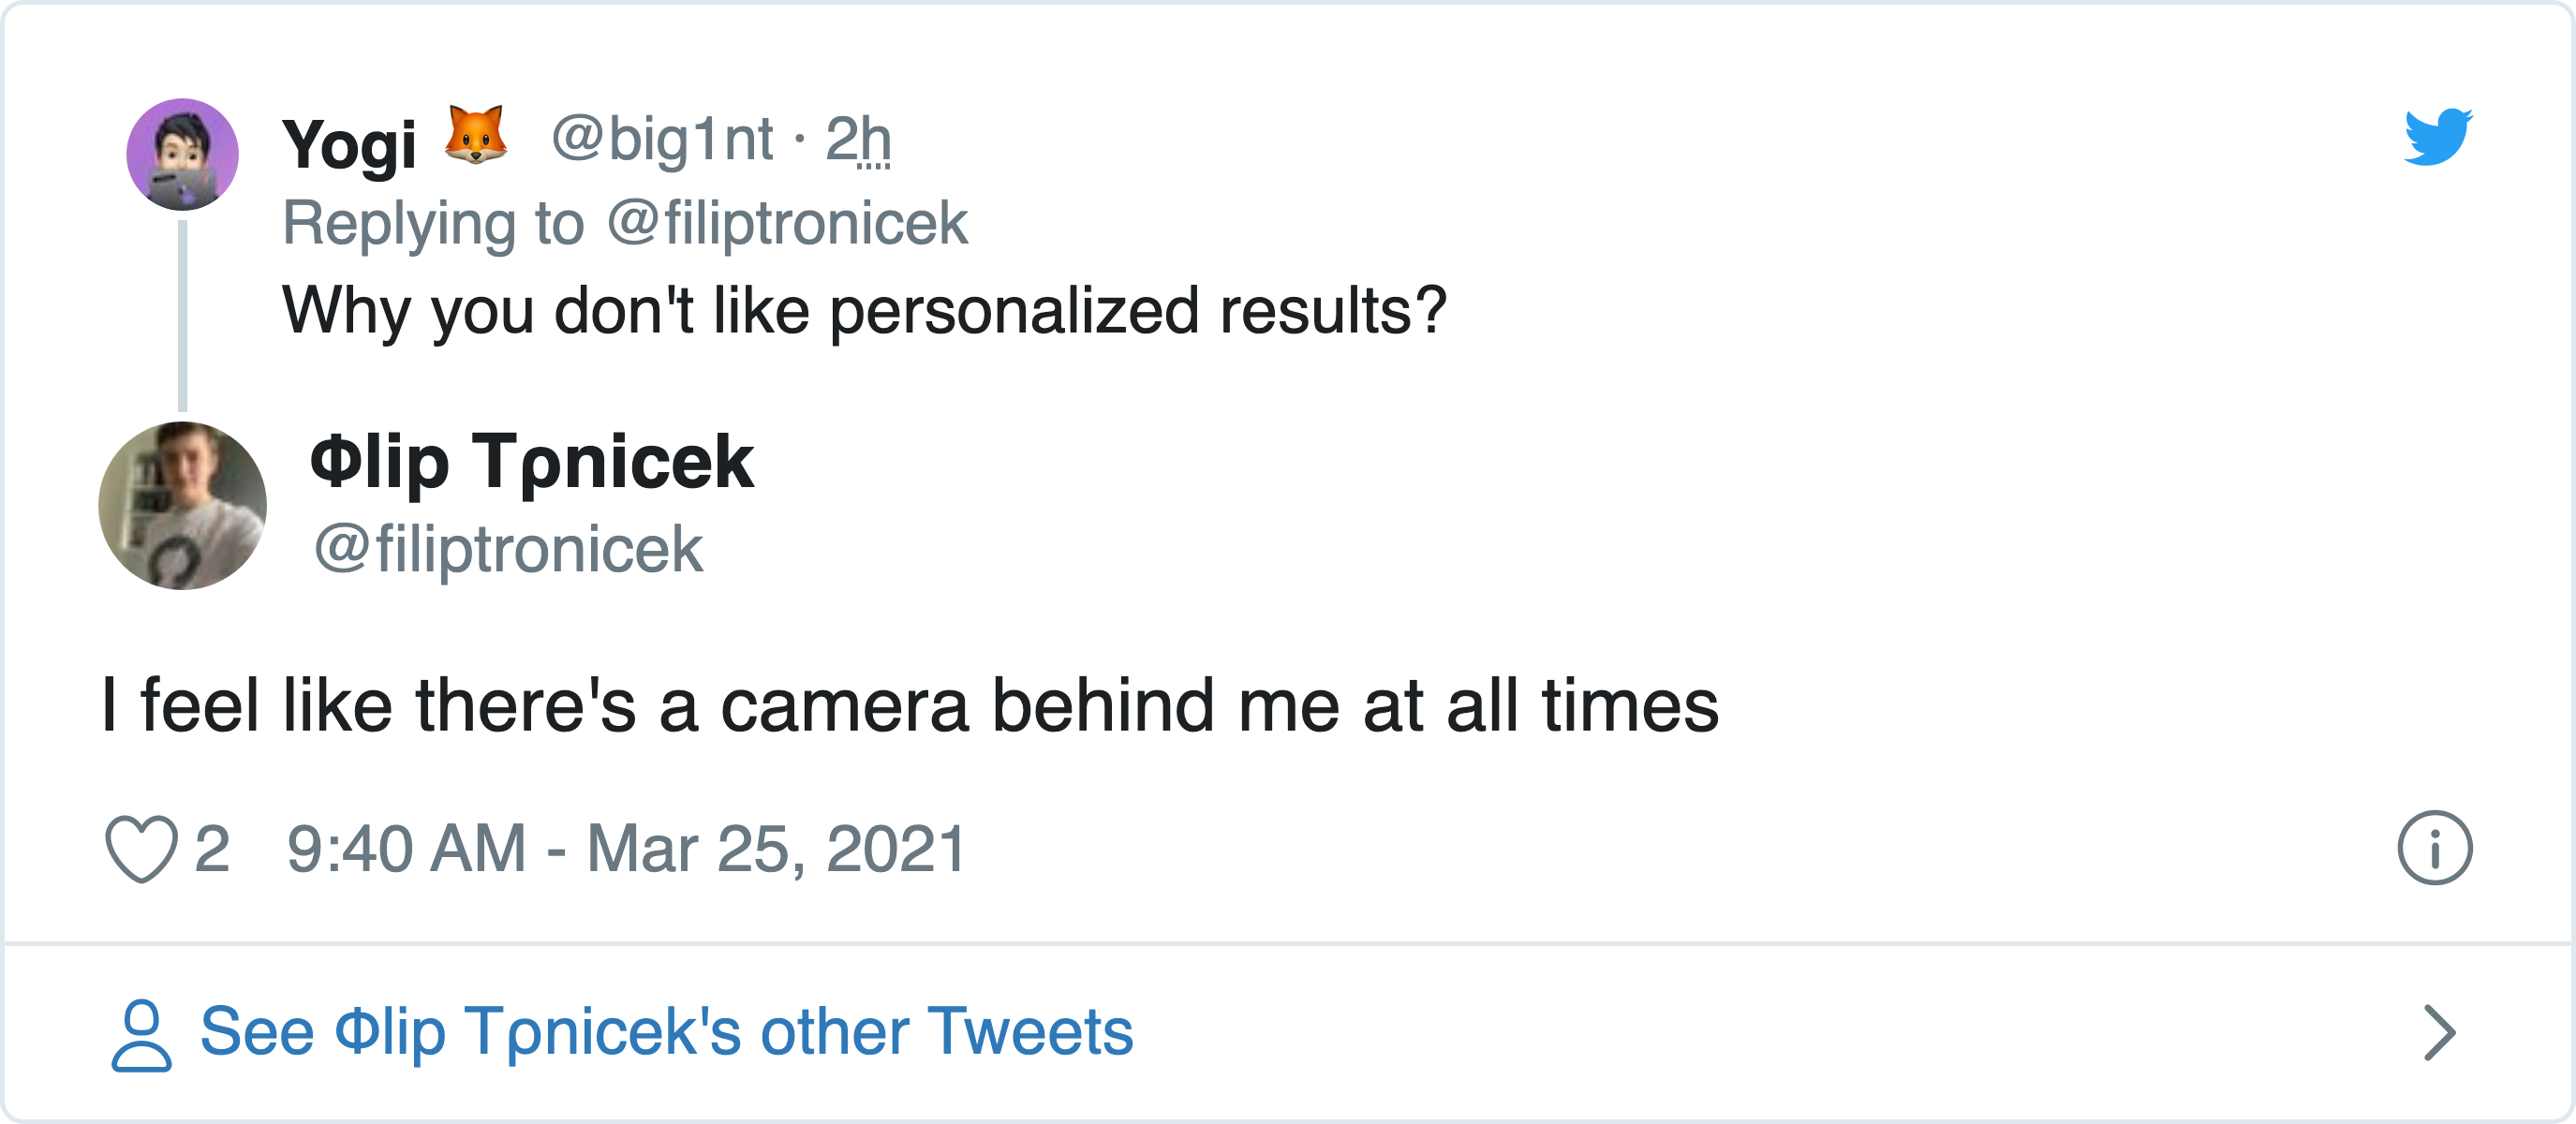 Yogi 🦊 @big1nt · 2h
Replying to @filiptronicek
Why you don't like personalized results?
Φlip Tρnicek
@filiptronicek
I feel like there's a camera behind me at all times
2 9:40 AM - Mar 25, 2021
See Φlip Tρnicek's other Tweets